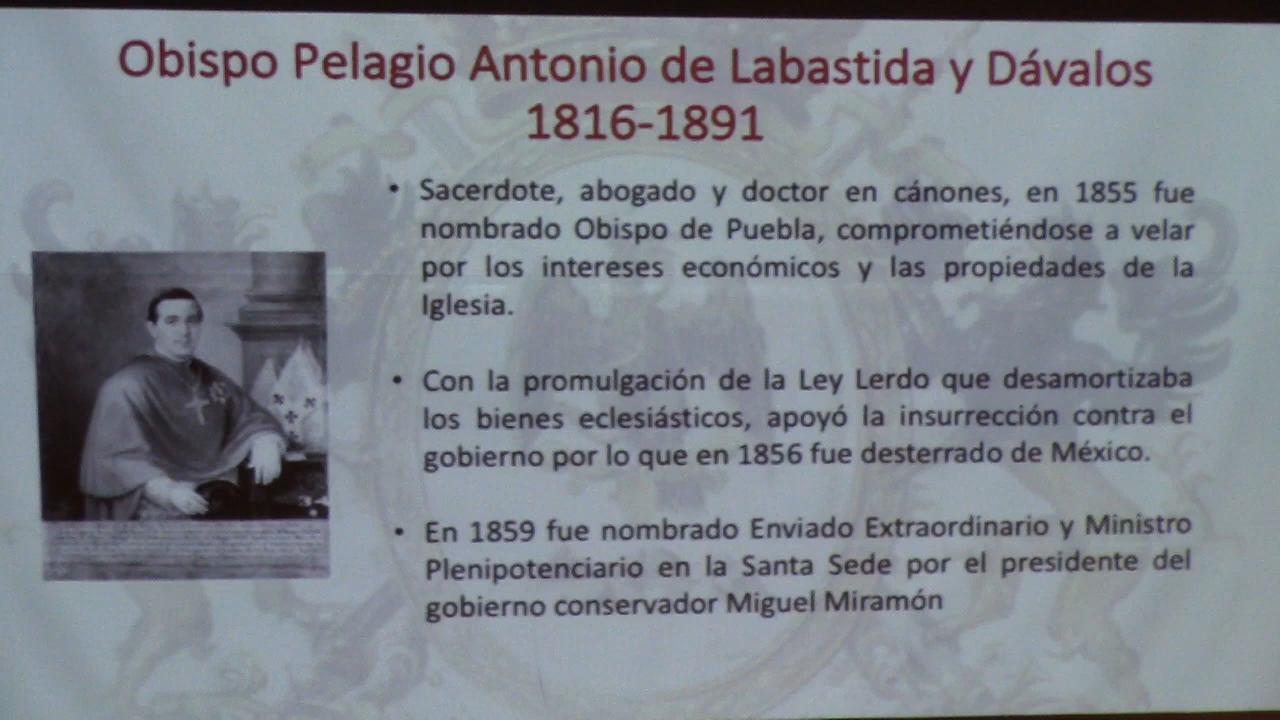 Obispo Pelagio Antonio de Labastida y Dávalos
1816-1891
• Sacerdote, abogado y doctor en cánones, en 1855 fue
nombrado Obispo de Puebla, comprometiéndose a velar
por los intereses económicos y las propiedades de la
Iglesia.
• Con la promulgación de la Ley Lerdo que desamortizaba
los bienes eclesiásticos, apoyó la insurrección contra el
gobierno por lo que en 1856 fue desterrado de México.
• En 1859 fue nombrado Enviado Extraordinario y Ministro
Plenipotenciario en la Santa Sede por el presidente del
gobierno conservador Miguel Miramón